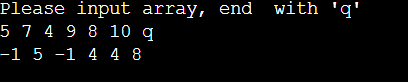 Please input array, end  with 'q'
5 7 4 9 8 10 q
-1 5 -1 4 4 8